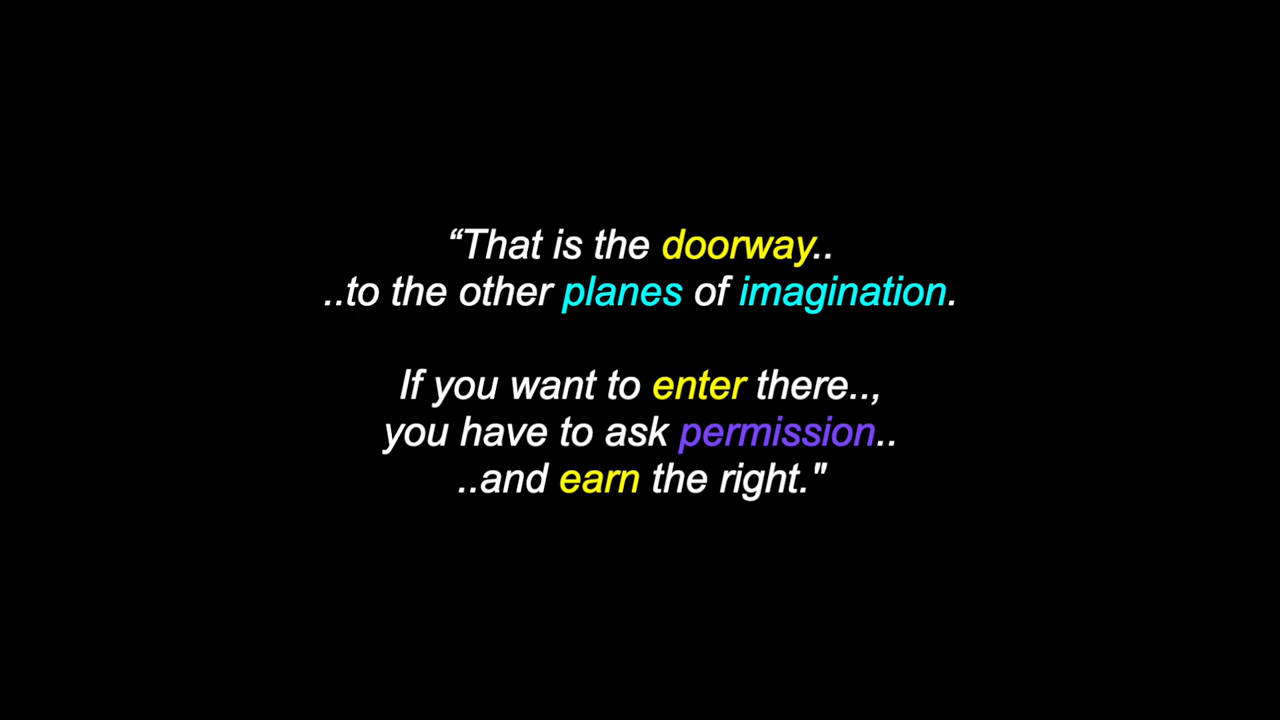 “That is the doorway..
..to the other planes of imagination.
If you want to enter there..,
you have to ask permission..
..and earn the right."